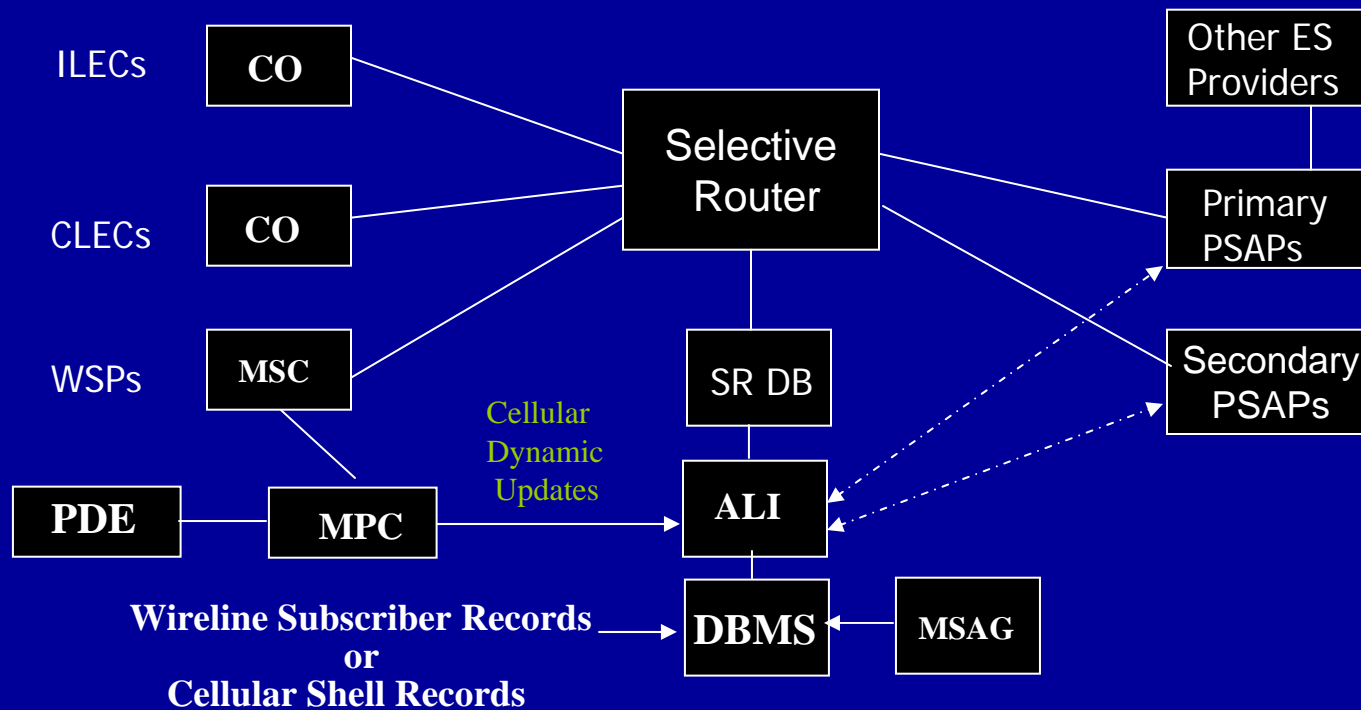 ILECs
CO
Other ES
Providers
Selective
Router
CLECs
CO
Primary
PSAPs
WSPs
MSC
SR DB
Secondary
PSAPs
Cellular
Dynamic
Updates
PDE
MPC
ALI
Wireline Subscriber Records
or
Cellular Shell Records
DBMS
MSAG